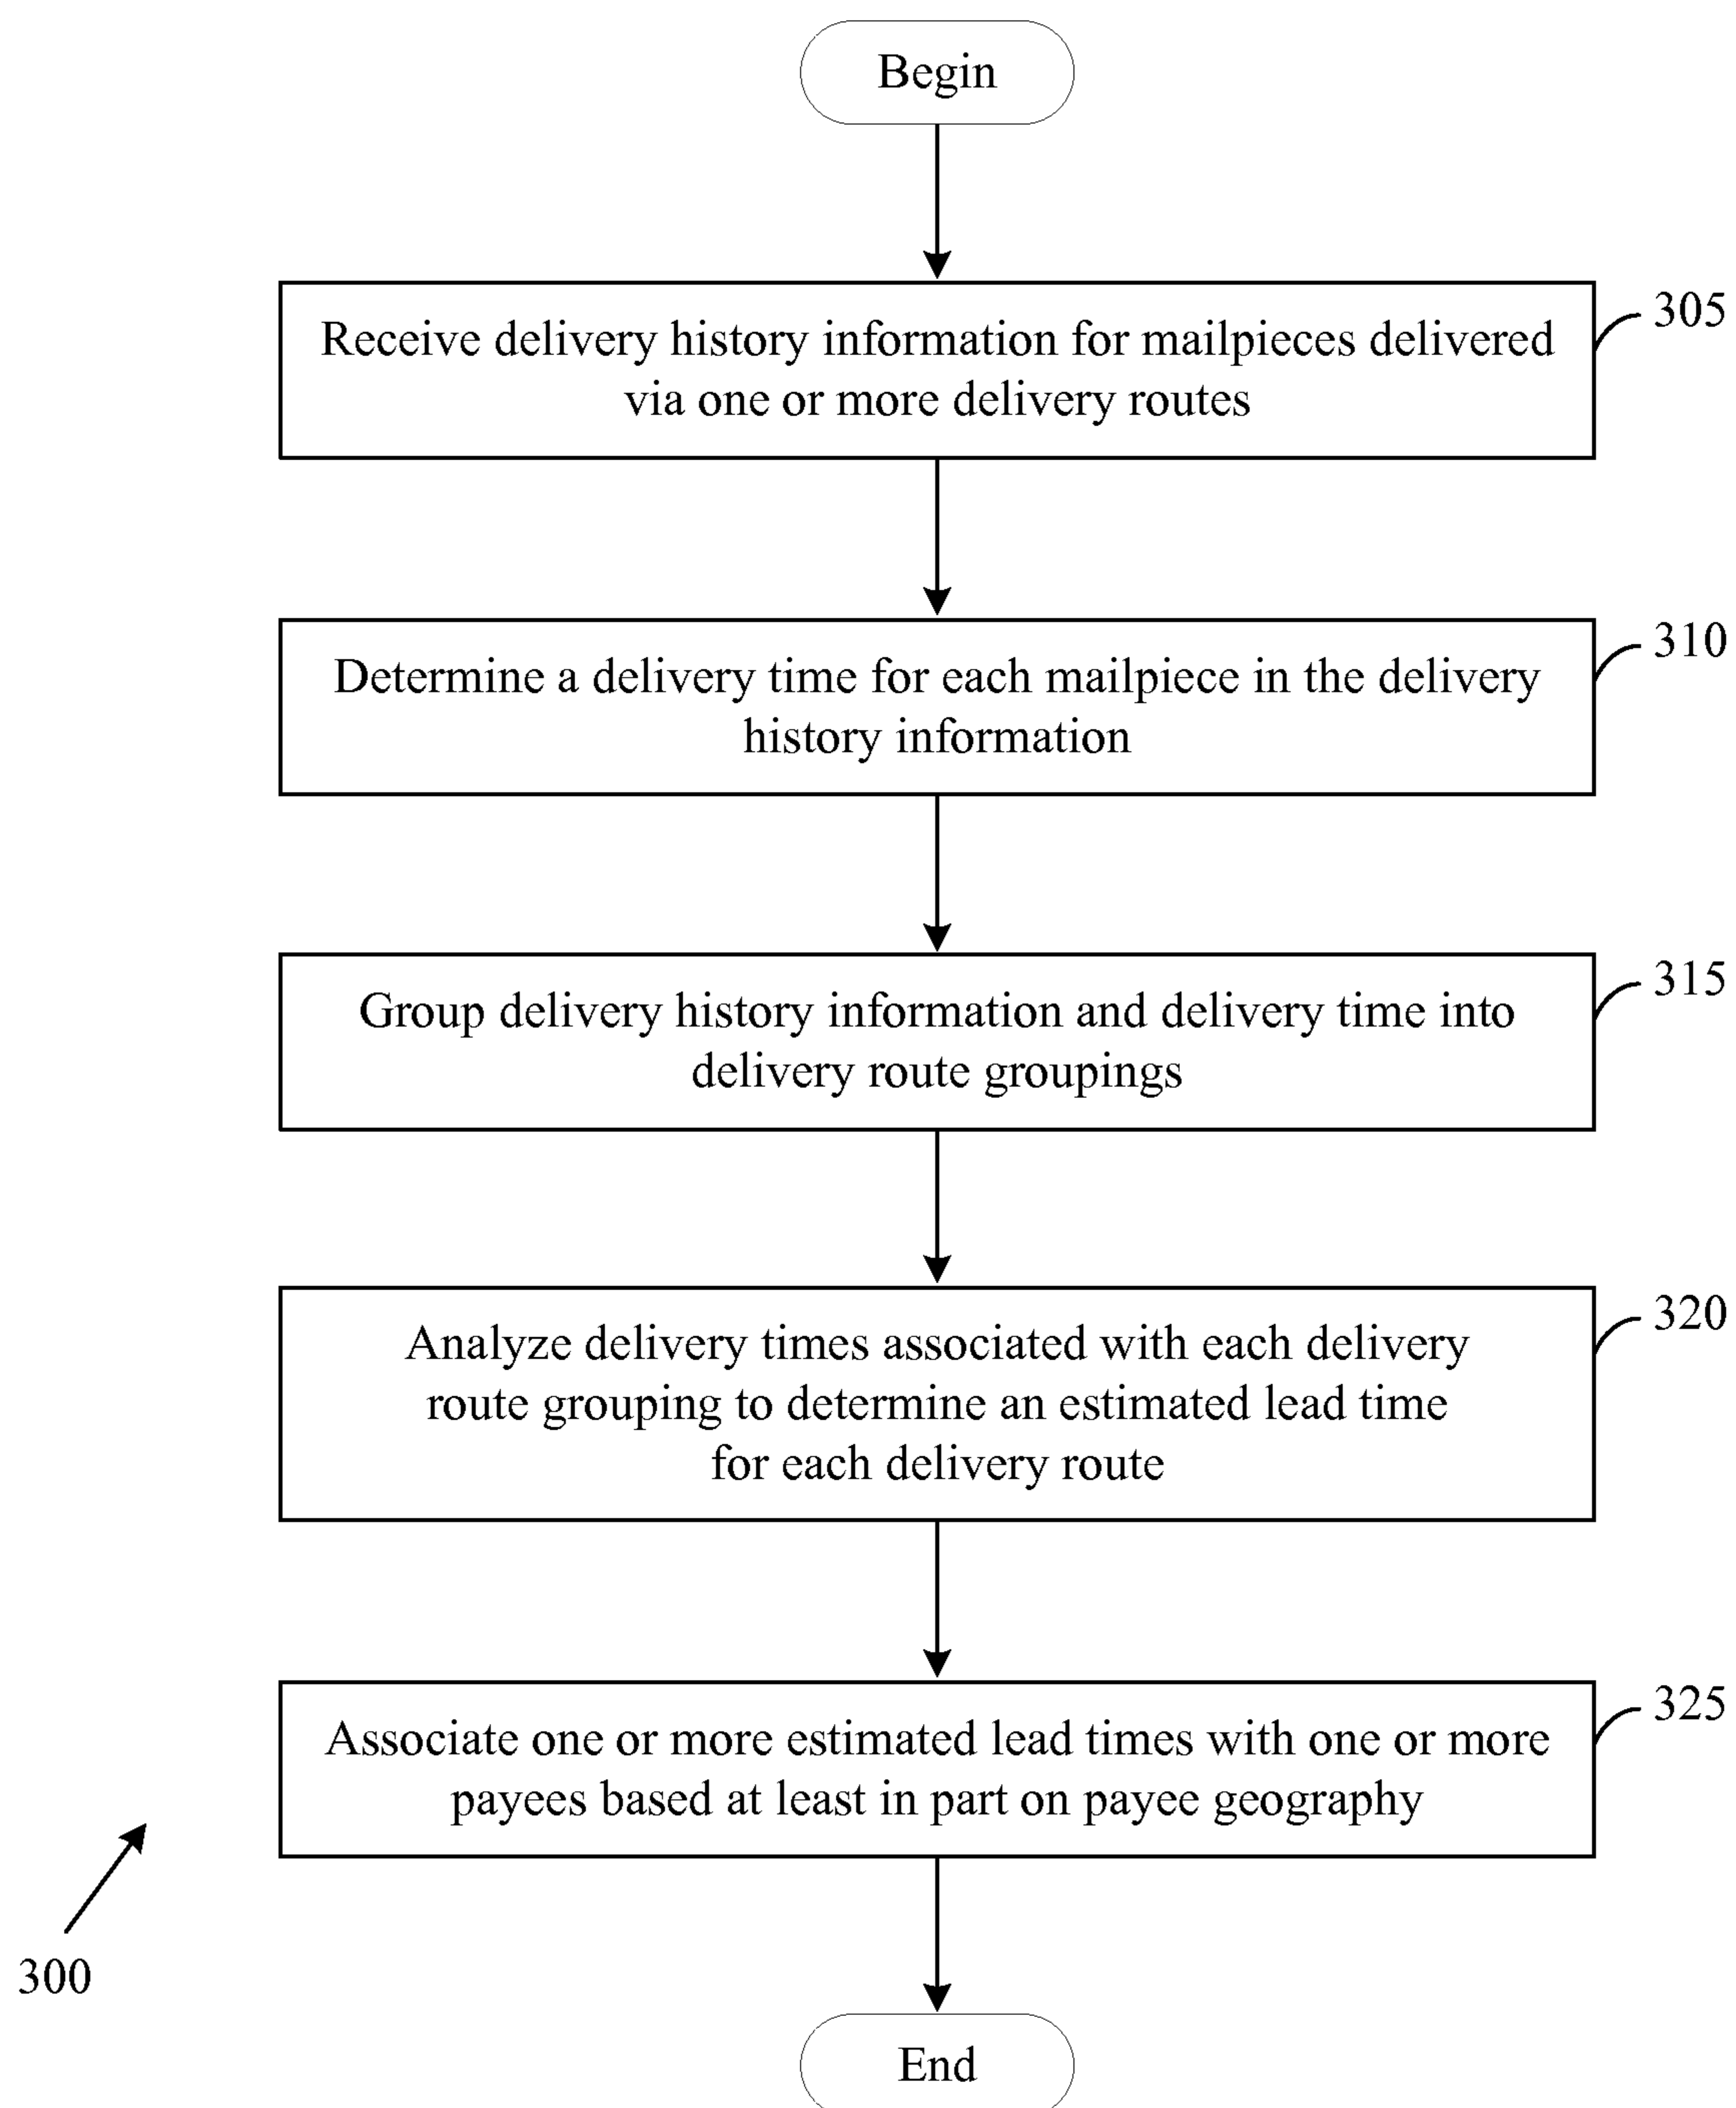 Begin
Receive delivery history information for mailpieces delivered
via one or more delivery routes
305
Determine a delivery time for each mailpiece in the delivery
history information
310
Group delivery history information and delivery time into
delivery route groupings
315
Analyze delivery times associated with each delivery
route grouping to determine an estimated lead time
for each delivery route
320
Associate one or more estimated lead times with one or more
payees based at least in part on payee geography
325
300
End